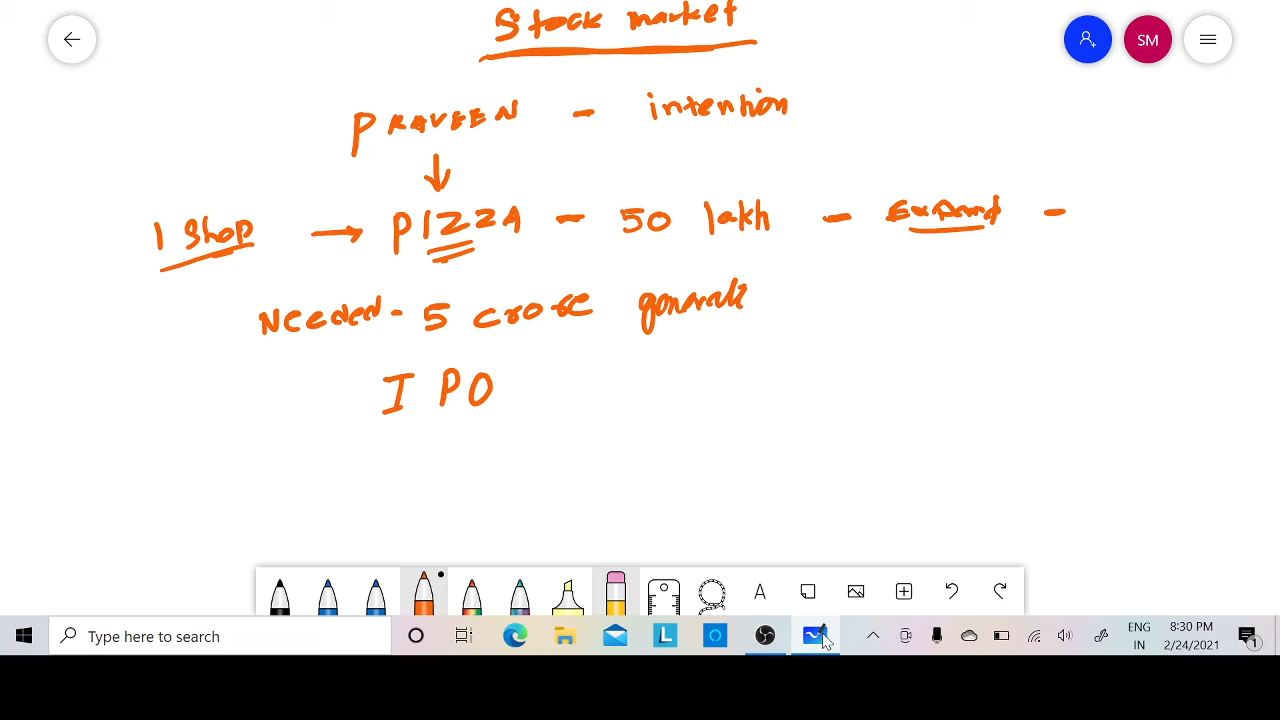 Stock market
SM
PRAVEEN - intention
↓
1 Shop → PIZZA - 50 lakh - Expand -
Needed - 5 crore generate
IPO
A
Type here to search
L
ENG
IN
8:30 PM
2/24/2021
1